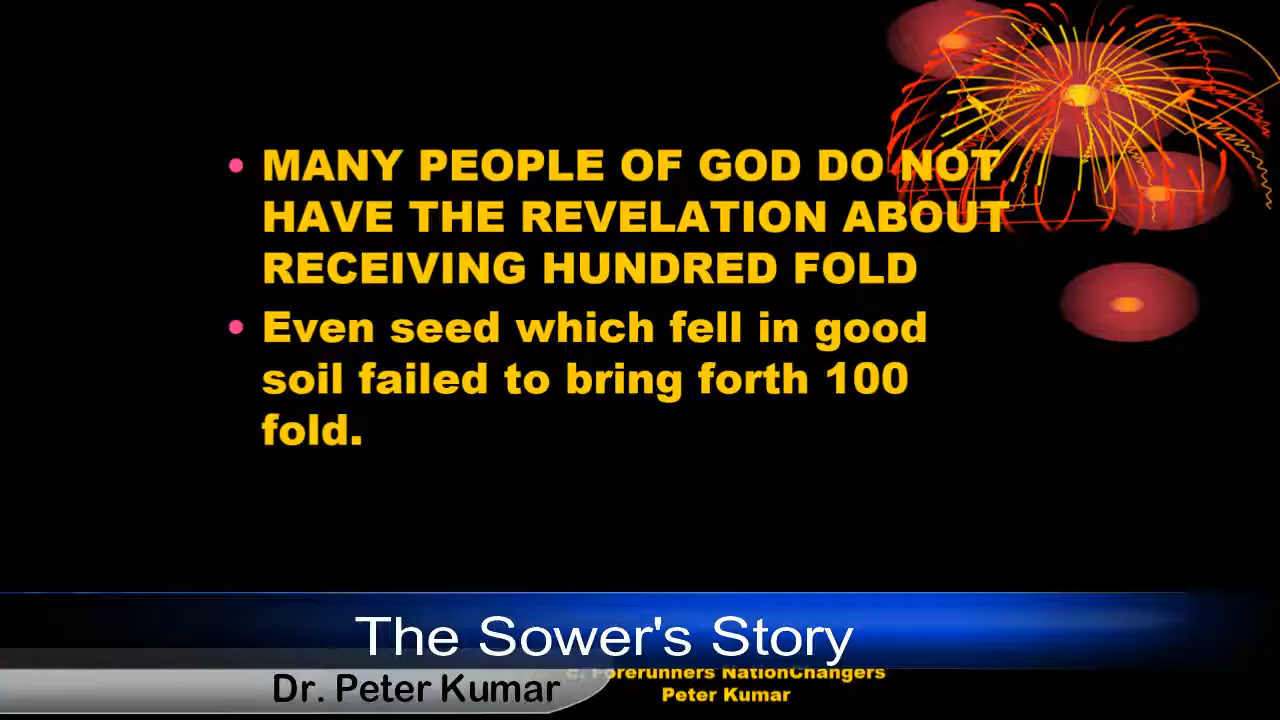 • MANY PEOPLE OF GOD DO NOT
HAVE THE REVELATION ABOUT
RECEIVING HUNDRED FOLD
• Even seed which fell in good
soil failed to bring forth 100
fold.
The Sower's Story
c. Forerunners NationChangers
Dr. Peter Kumar
Peter Kumar